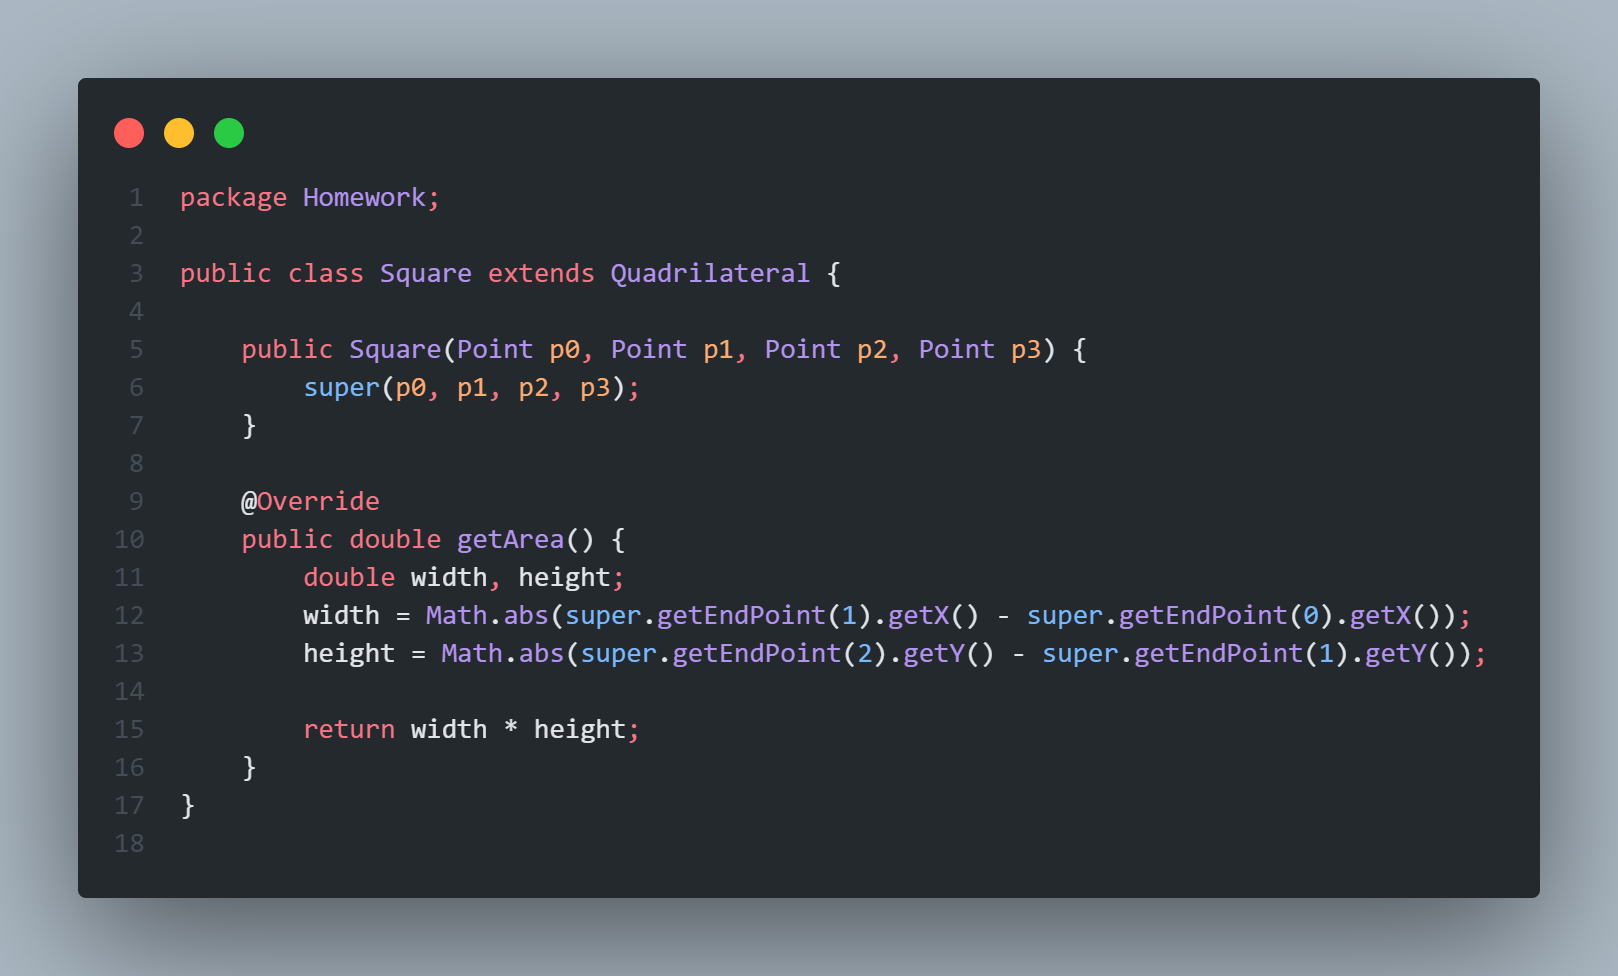 1 package Homework;
2
3 public class Square extends Quadrilateral {
4
5     public Square(Point p0, Point p1, Point p2, Point p3) {
6         super(p0, p1, p2, p3);
7     }
8
9     @Override
10     public double getArea() {
11         double width, height;
12         width = Math.abs(super.getEndPoint(1).getX() - super.getEndPoint(0).getX());
13         height = Math.abs(super.getEndPoint(2).getY() - super.getEndPoint(1).getY());
14
15         return width * height;
16     }
17 }
18